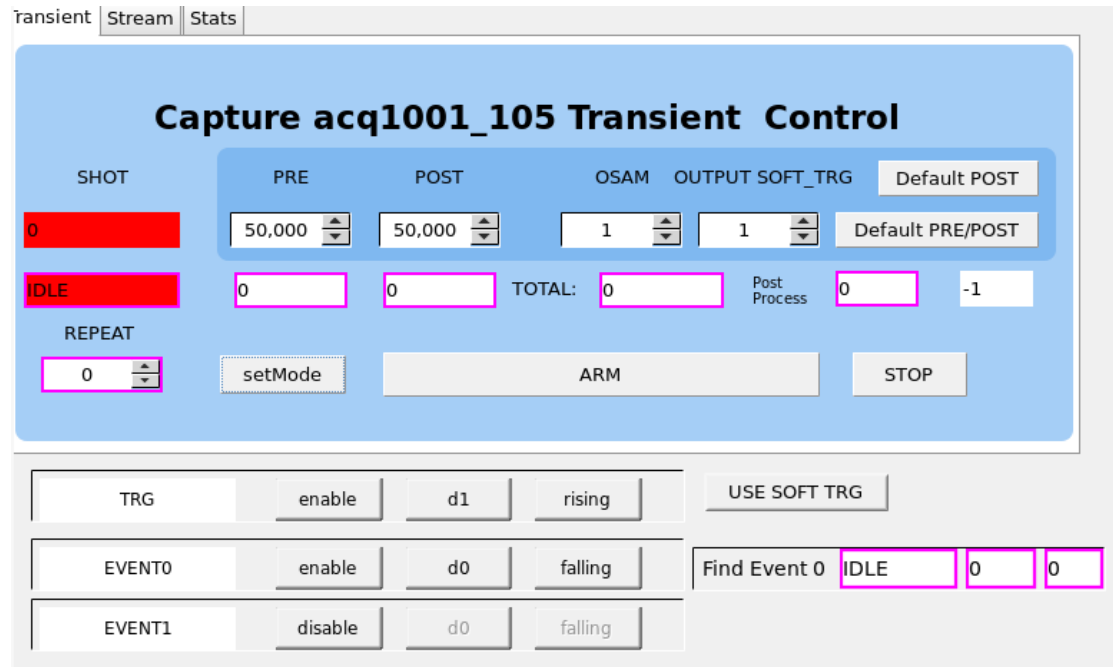 Transient Stream Stats
Capture acq1001_105 Transient Control
SHOT PRE POST OSAM OUTPUT SOFT_TRG Default POST
0 50,000 50,000 1 1 Default PRE/POST
IDLE 0 0 TOTAL: 0 Post Process 0 -1
REPEAT
0 setMode ARM STOP
TRG enable d1 rising USE SOFT TRG
EVENT0 enable d0 falling Find Event 0 IDLE 0 0
EVENT1 disable d0 falling